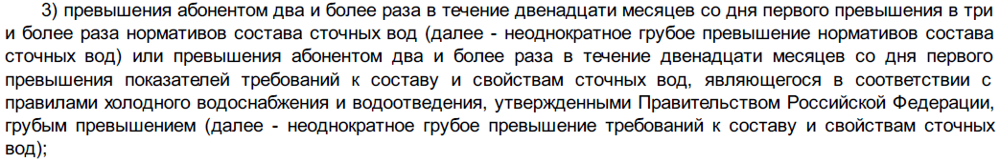 3) превышения абонентом два и более раза в течение двенадцати месяцев со дня первого превышения в три
и более раза нормативов состава сточных вод (далее - неоднократное грубое превышение нормативов состава
сточных вод) или превышения абонентом два и более раза в течение двенадцати месяцев со дня первого
превышения показателей требований к составу и свойствам сточных вод, являющегося в соответствии с
правилами холодного водоснабжения и водоотведения, утвержденными Правительством Российской Федерации,
грубым превышением (далее - неоднократное грубое превышение требований к составу и свойствам сточных
вод);